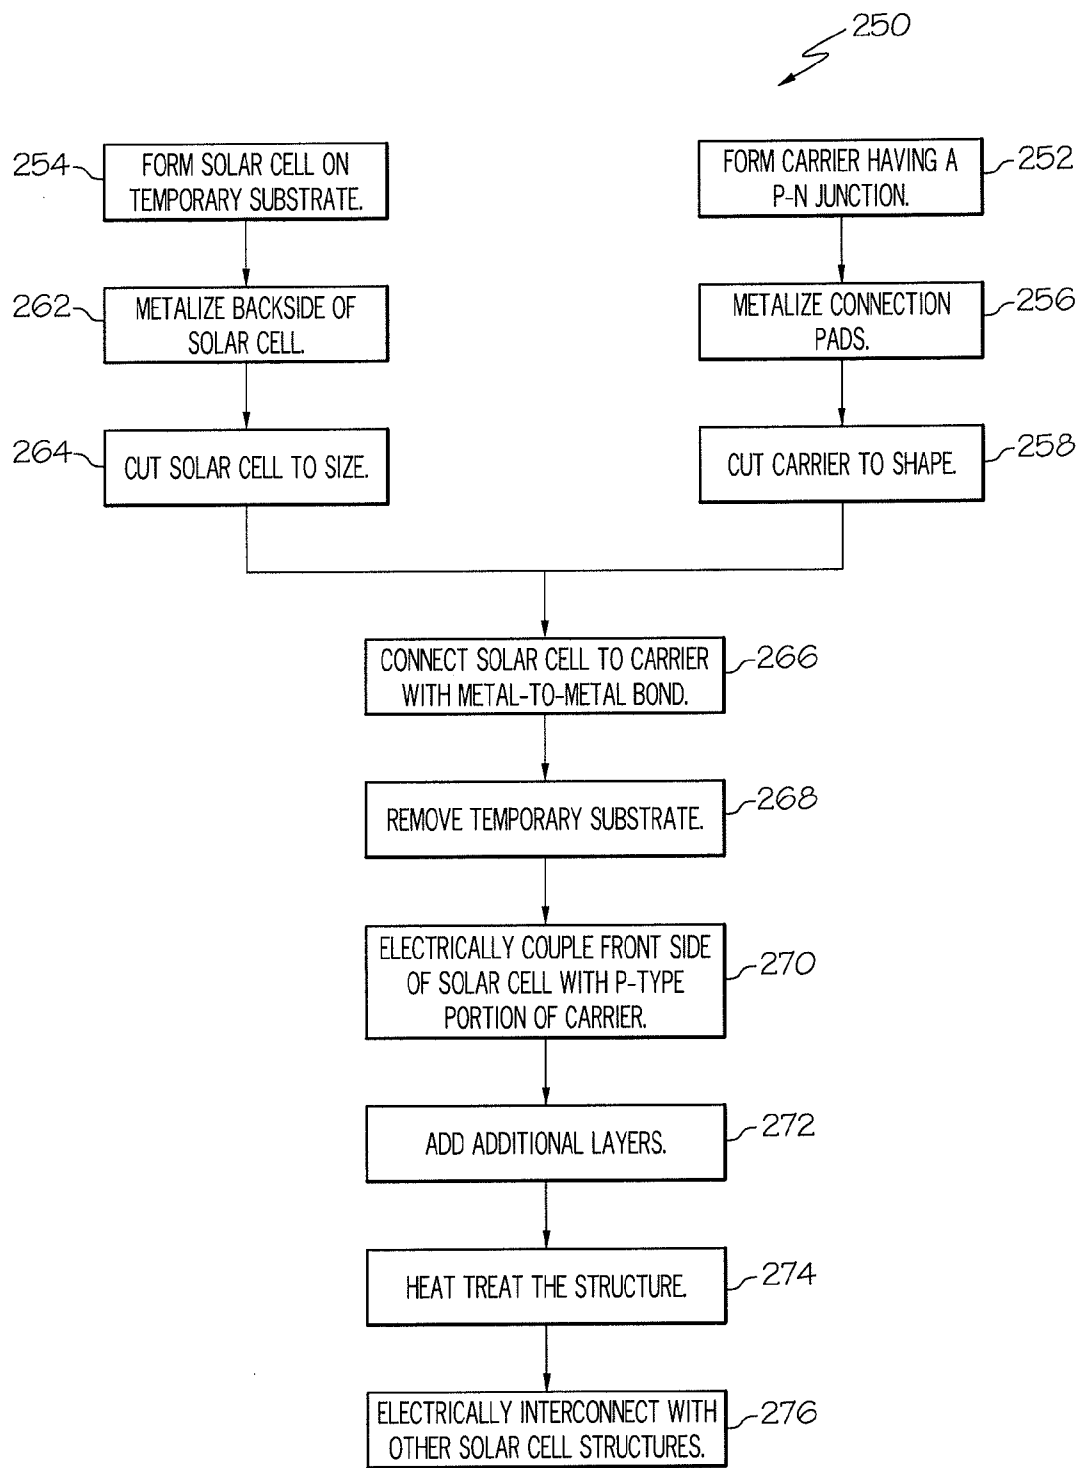 250
254
FORM SOLAR CELL ON
TEMPORARY SUBSTRATE.
FORM CARRIER HAVING A
P-N JUNCTION.
252
262
METALIZE BACKSIDE OF
SOLAR CELL.
METALIZE CONNECTION
PADS.
256
264
CUT SOLAR CELL TO SIZE.
CUT CARRIER TO SHAPE.
258
CONNECT SOLAR CELL TO CARRIER
WITH METAL-TO-METAL BOND.
266
REMOVE TEMPORARY SUBSTRATE.
268
ELECTRICALLY COUPLE FRONT SIDE
OF SOLAR CELL WITH P-TYPE
PORTION OF CARRIER.
270
ADD ADDITIONAL LAYERS.
272
HEAT TREAT THE STRUCTURE.
274
ELECTRICALLY INTERCONNECT WITH
OTHER SOLAR CELL STRUCTURES.
276